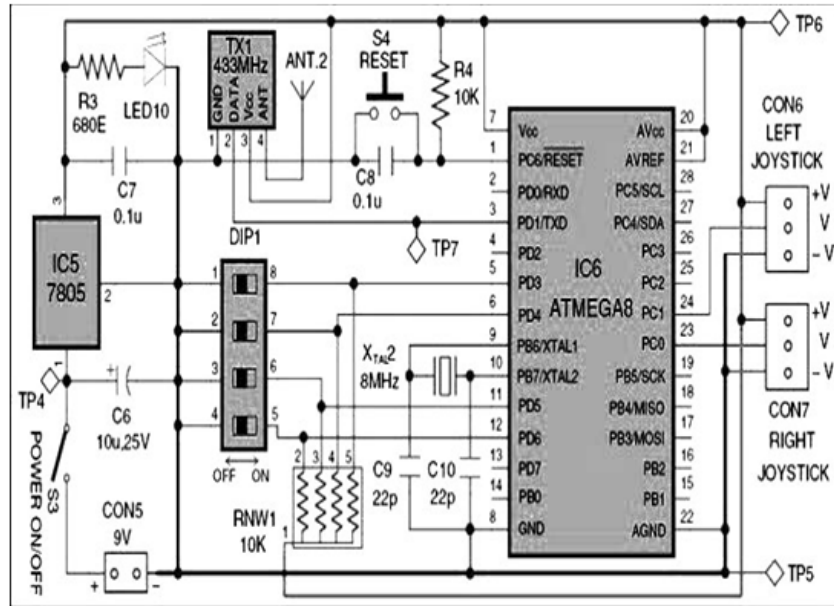 TP6
S4
RESET
TX1
433MHz
GND
DATA
Vcc
ANT
1 2 3 4
ANT.2
R3
680E
LED10
R4
10K
C7
0.1u
C8
0.1u
CON6
LEFT
JOYSTICK
+V
V
-V
3
IC5
7805
2
1
TP7
DIP1
1 8
2 7
3 6
4 5
OFF ON
IC6
ATMEGA8
7 Vcc AVcc 20
1 PC6/RESET AVREF 21
2 PD0/RXD PC5/SCL 28
3 PD1/TXD PC4/SDA 27
4 PD2 PC3 26
5 PD3 PC2 25
6 PD4 PC1 24
9 PB6/XTAL1 PC0 23
10 PB7/XTAL2 PB5/SCK 19
11 PD5 PB4/MISO 18
12 PD6 PB3/MOSI 17
13 PD7 PB2 16
14 PB0 PB1 15
8 GND AGND 22
+V
V
-V
CON7
RIGHT
JOYSTICK
XTAL2
8MHz
TP4
C6
10u,25V
POWER ON/OFF
S3
CON5
9V
+ -
2 3 4 5
1
RNW1
10K
C9
22p
C10
22p
TP5